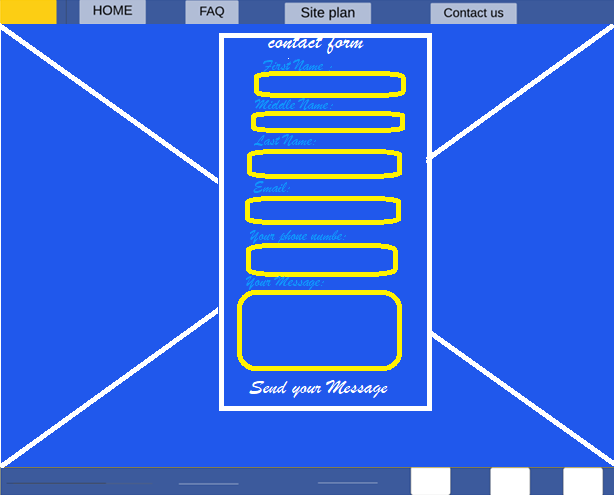 HOME FAQ Site plan Contact us
contact form
First Name :
Middle Name:
Last Name:
Email:
Your phone numbe:
Your Message:
Send your Message